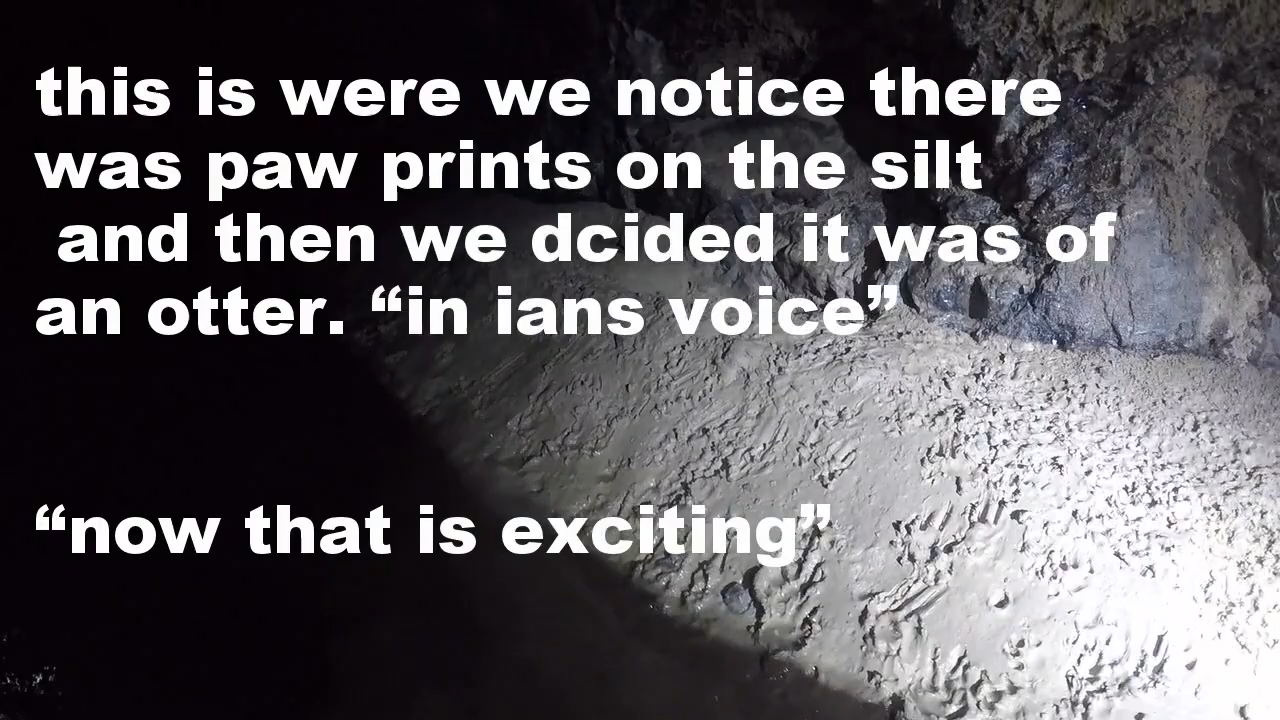 this is were we notice there
was paw prints on the silt
and then we dcided it was of
an otter. “in ians voice”
“now that is exciting”